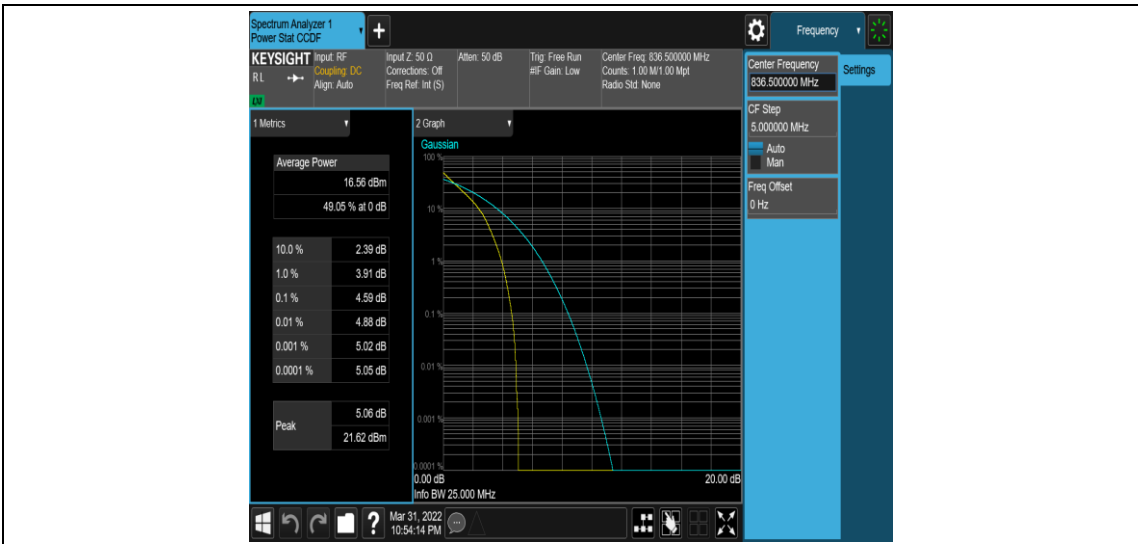 Spectrum Analyzer 1
Power Stat CCDF
+
Frequency
KEYSIGHT
RL
LXI
Input: RF
Coupling: DC
Align: Auto
Input Z: 50 Ω
Corrections: Off
Freq Ref: Int (S)
Atten: 50 dB
Trig: Free Run
#IF Gain: Low
Center Freq: 836.500000 MHz
Counts: 1.00 M/1.00 Mpt
Radio Std: None
Center Frequency
836.500000 MHz
Settings
CF Step
5.000000 MHz
Auto
Man
Freq Offset
0 Hz
1 Metrics
Average Power
16.56 dBm
49.05 % at 0 dB
10.0 % 2.39 dB
1.0 % 3.91 dB
0.1 % 4.59 dB
0.01 % 4.88 dB
0.001 % 5.02 dB
0.0001 % 5.05 dB
Peak
5.06 dB
21.62 dBm
2 Graph
Gaussian
100 %
10 %
1 %
0.1 %
0.01 %
0.001 %
0.0001 %
0.00 dB 20.00 dB
Info BW 25.000 MHz
?
Mar 31, 2022
10:54:14 PM